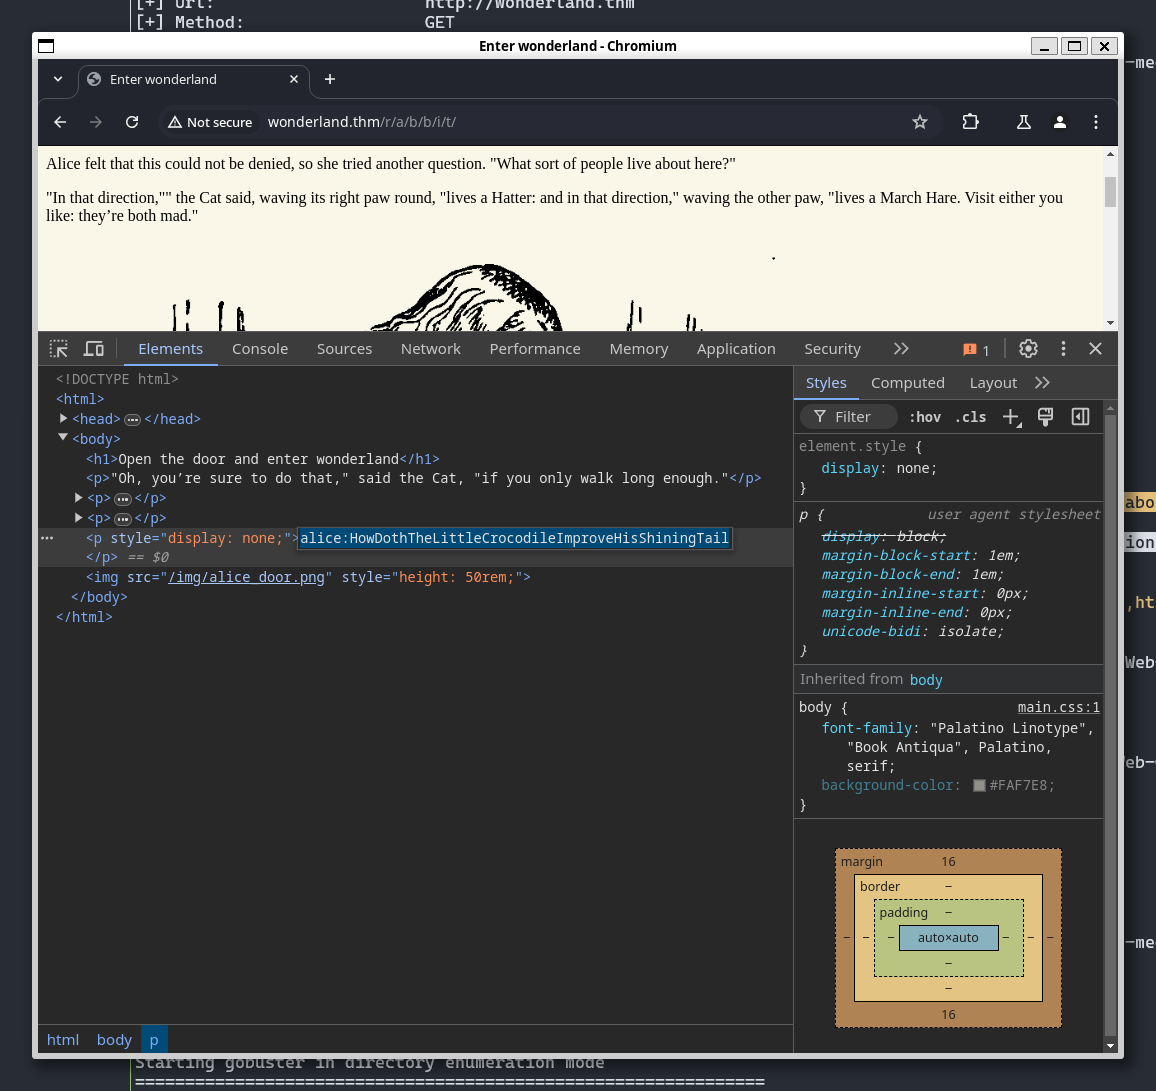 [+] Url: http://wonderland.thm
[+] Method: GET
Enter wonderland - Chromium
Enter wonderland
Not secure wonderland.thm/r/a/b/b/i/t/
Alice felt that this could not be denied, so she tried another question. "What sort of people live about here?"
"In that direction,"" the Cat said, waving its right paw round, "lives a Hatter: and in that direction," waving the other paw, "lives a March Hare. Visit either you
like: they’re both mad."
Elements Console Sources Network Performance Memory Application Security 1
<!DOCTYPE html>
<html>
<head> … </head>
<body>
<h1>Open the door and enter wonderland</h1>
<p>"Oh, you’re sure to do that," said the Cat, "if you only walk long enough."</p>
<p> … </p>
<p> … </p>
<p style="display: none;">alice:HowDothTheLittleCrocodileImproveHisShiningTail
</p> == $0
<img src="/img/alice_door.png" style="height: 50rem;">
</body>
</html>
html body p
Styles Computed Layout
Filter :hov .cls
element.style {
display: none;
}
p { user agent stylesheet
display: block;
margin-block-start: 1em;
margin-block-end: 1em;
margin-inline-start: 0px;
margin-inline-end: 0px;
unicode-bidi: isolate;
}
Inherited from body
body { main.css:1
font-family: "Palatino Linotype",
"Book Antiqua", Palatino,
serif;
background-color: #FAF7E8;
}
margin 16
border –
padding –
– – – auto×auto – – –
–
–
16
-me
abo
ion
,ht
Web
eb-
-me
Starting gobuster in directory enumeration mode
===============================================================